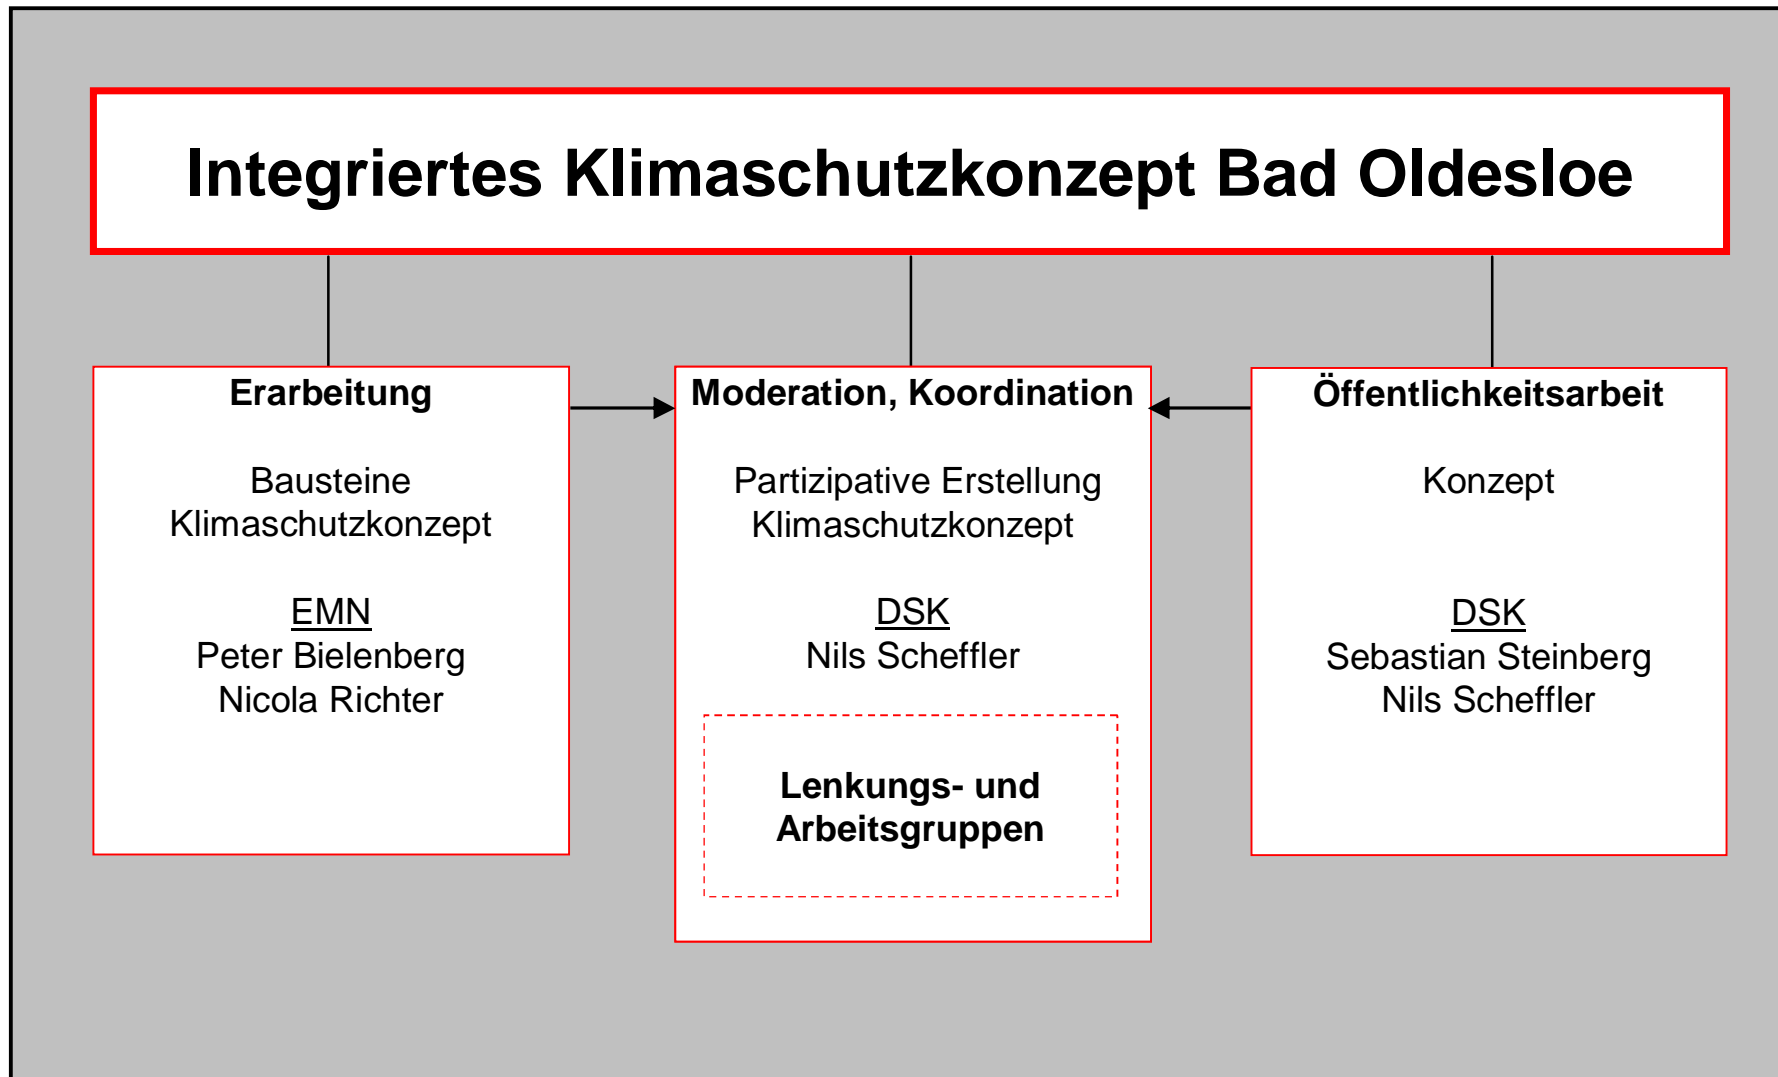 Integriertes Klimaschutzkonzept Bad Oldesloe
Erarbeitung
Bausteine
Klimaschutzkonzept
EMN
Peter Bielenberg
Nicola Richter
Moderation, Koordination
Partizipative Erstellung
Klimaschutzkonzept
DSK
Nils Scheffler
Lenkungs- und
Arbeitsgruppen
Öffentlichkeitsarbeit
Konzept
DSK
Sebastian Steinberg
Nils Scheffler